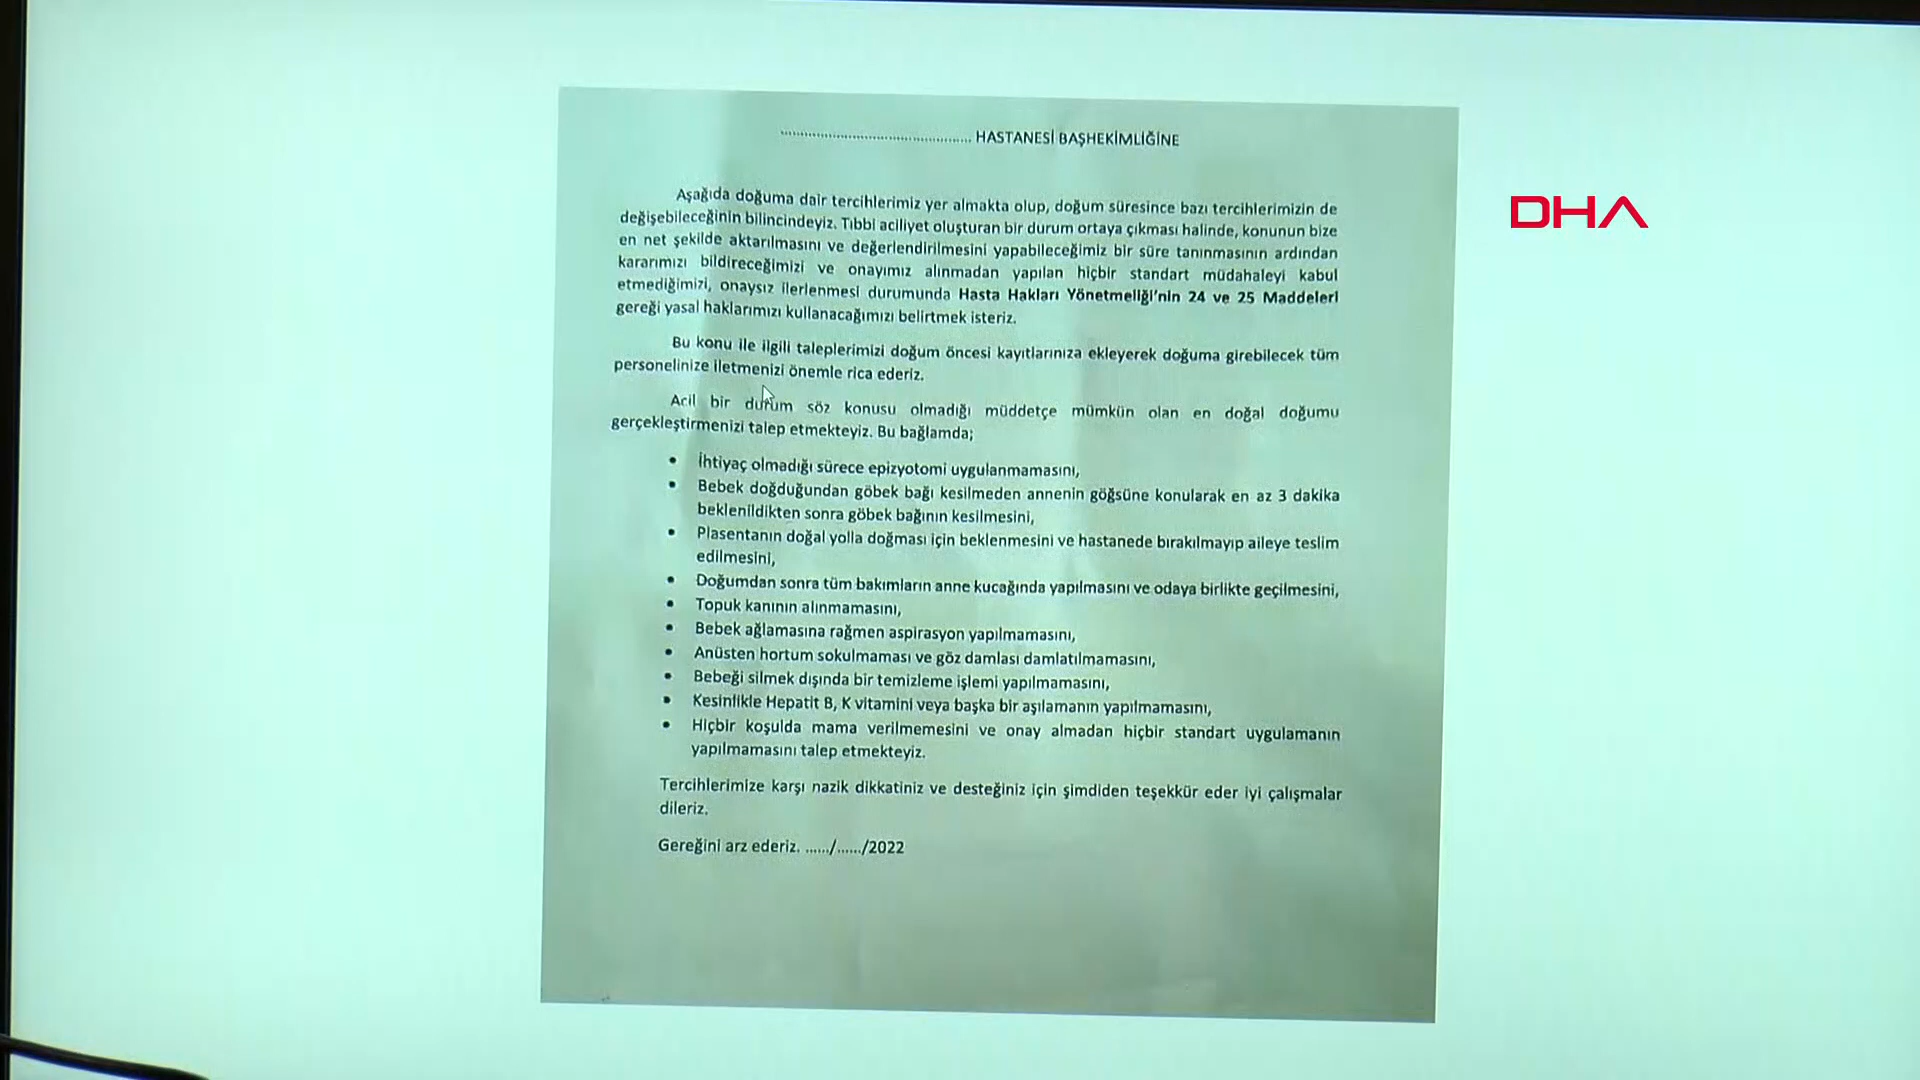 ............................................... HASTANESİ BAŞHEKİMLİĞİNE
DHA
Aşağıda doğuma dair tercihlerimiz yer almakta olup, doğum süresince bazı tercihlerimizin de
değişebileceğinin bilincindeyiz. Tıbbi aciliyet oluşturan bir durum ortaya çıkması halinde, konunun bize
en net şekilde aktarılmasını ve değerlendirilmesini yapabileceğimiz bir süre tanınmasının ardından
kararımızı bildireceğimizi ve onayımız alınmadan yapılan hiçbir standart müdahaleyi kabul
etmediğimizi, onaysız ilerlenmesi durumunda Hasta Hakları Yönetmeliği'nin 24 ve 25 Maddeleri
gereği yasal haklarımızı kullanacağımızı belirtmek isteriz.
Bu konu ile ilgili taleplerimizi doğum öncesi kayıtlarınıza ekleyerek doğuma girebilecek tüm
personelinize iletmenizi önemle rica ederiz.
Acil bir durum söz konusu olmadığı müddetçe mümkün olan en doğal doğumu
gerçekleştirmenizi talep etmekteyiz. Bu bağlamda;
• İhtiyaç olmadığı sürece epizyotomi uygulanmamasını,
• Bebek doğduğundan göbek bağı kesilmeden annenin göğsüne konularak en az 3 dakika
beklenildikten sonra göbek bağının kesilmesini,
• Plasentanın doğal yolla doğması için beklenmesini ve hastanede bırakılmayıp aileye teslim
edilmesini,
• Doğumdan sonra tüm bakımların anne kucağında yapılmasını ve odaya birlikte geçilmesini,
• Topuk kanının alınmamasını,
• Bebek ağlamasına rağmen aspirasyon yapılmamasını,
• Anüsten hortum sokulmaması ve göz damlası damlatılmamasını,
• Bebeği silmek dışında bir temizleme işlemi yapılmamasını,
• Kesinlikle Hepatit B, K vitamini veya başka bir aşılamanın yapılmamasını,
• Hiçbir koşulda mama verilmemesini ve onay almadan hiçbir standart uygulamanın
yapılmamasını talep etmekteyiz.
Tercihlerimize karşı nazik dikkatiniz ve desteğiniz için şimdiden teşekkür eder iyi çalışmalar
dileriz.
Gereğini arz ederiz. ....../....../2022